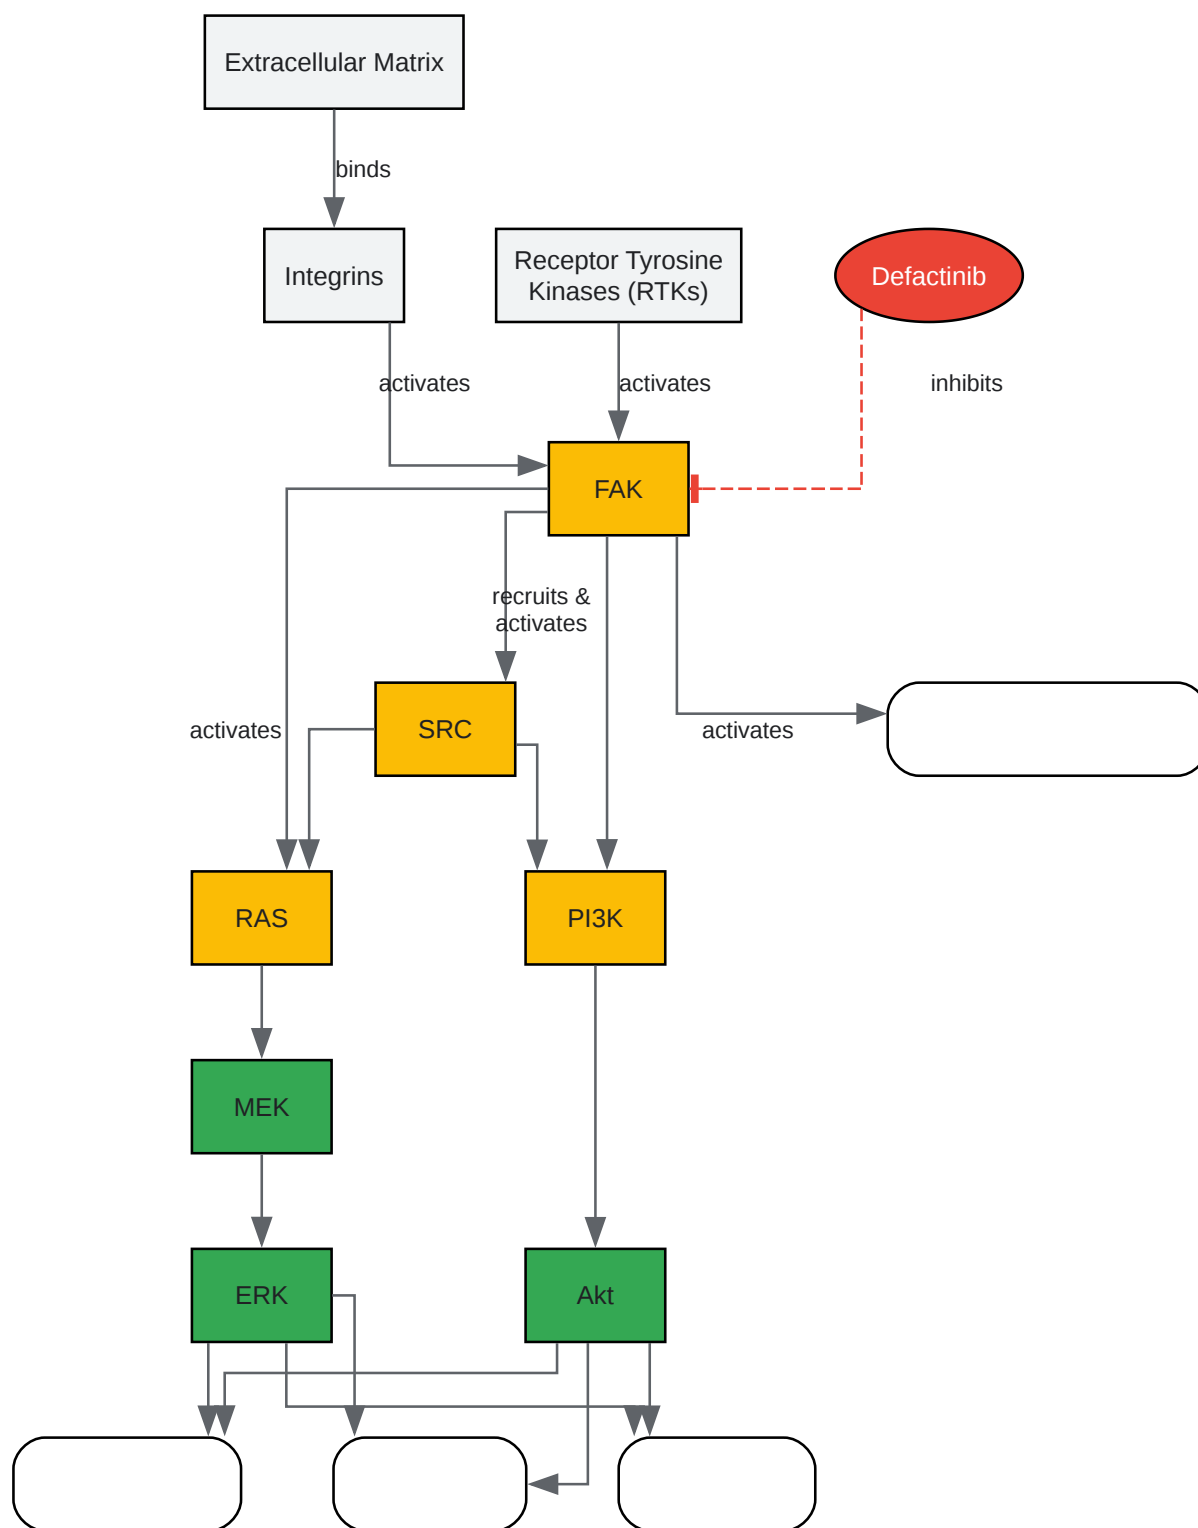 Extracellular Matrix
binds
Integrins
Receptor Tyrosine
Kinases (RTKs)
Defactinib
activates
activates
inhibits
FAK
recruits &
activates
SRC
activates
activates
RAS
PI3K
MEK
ERK
Akt